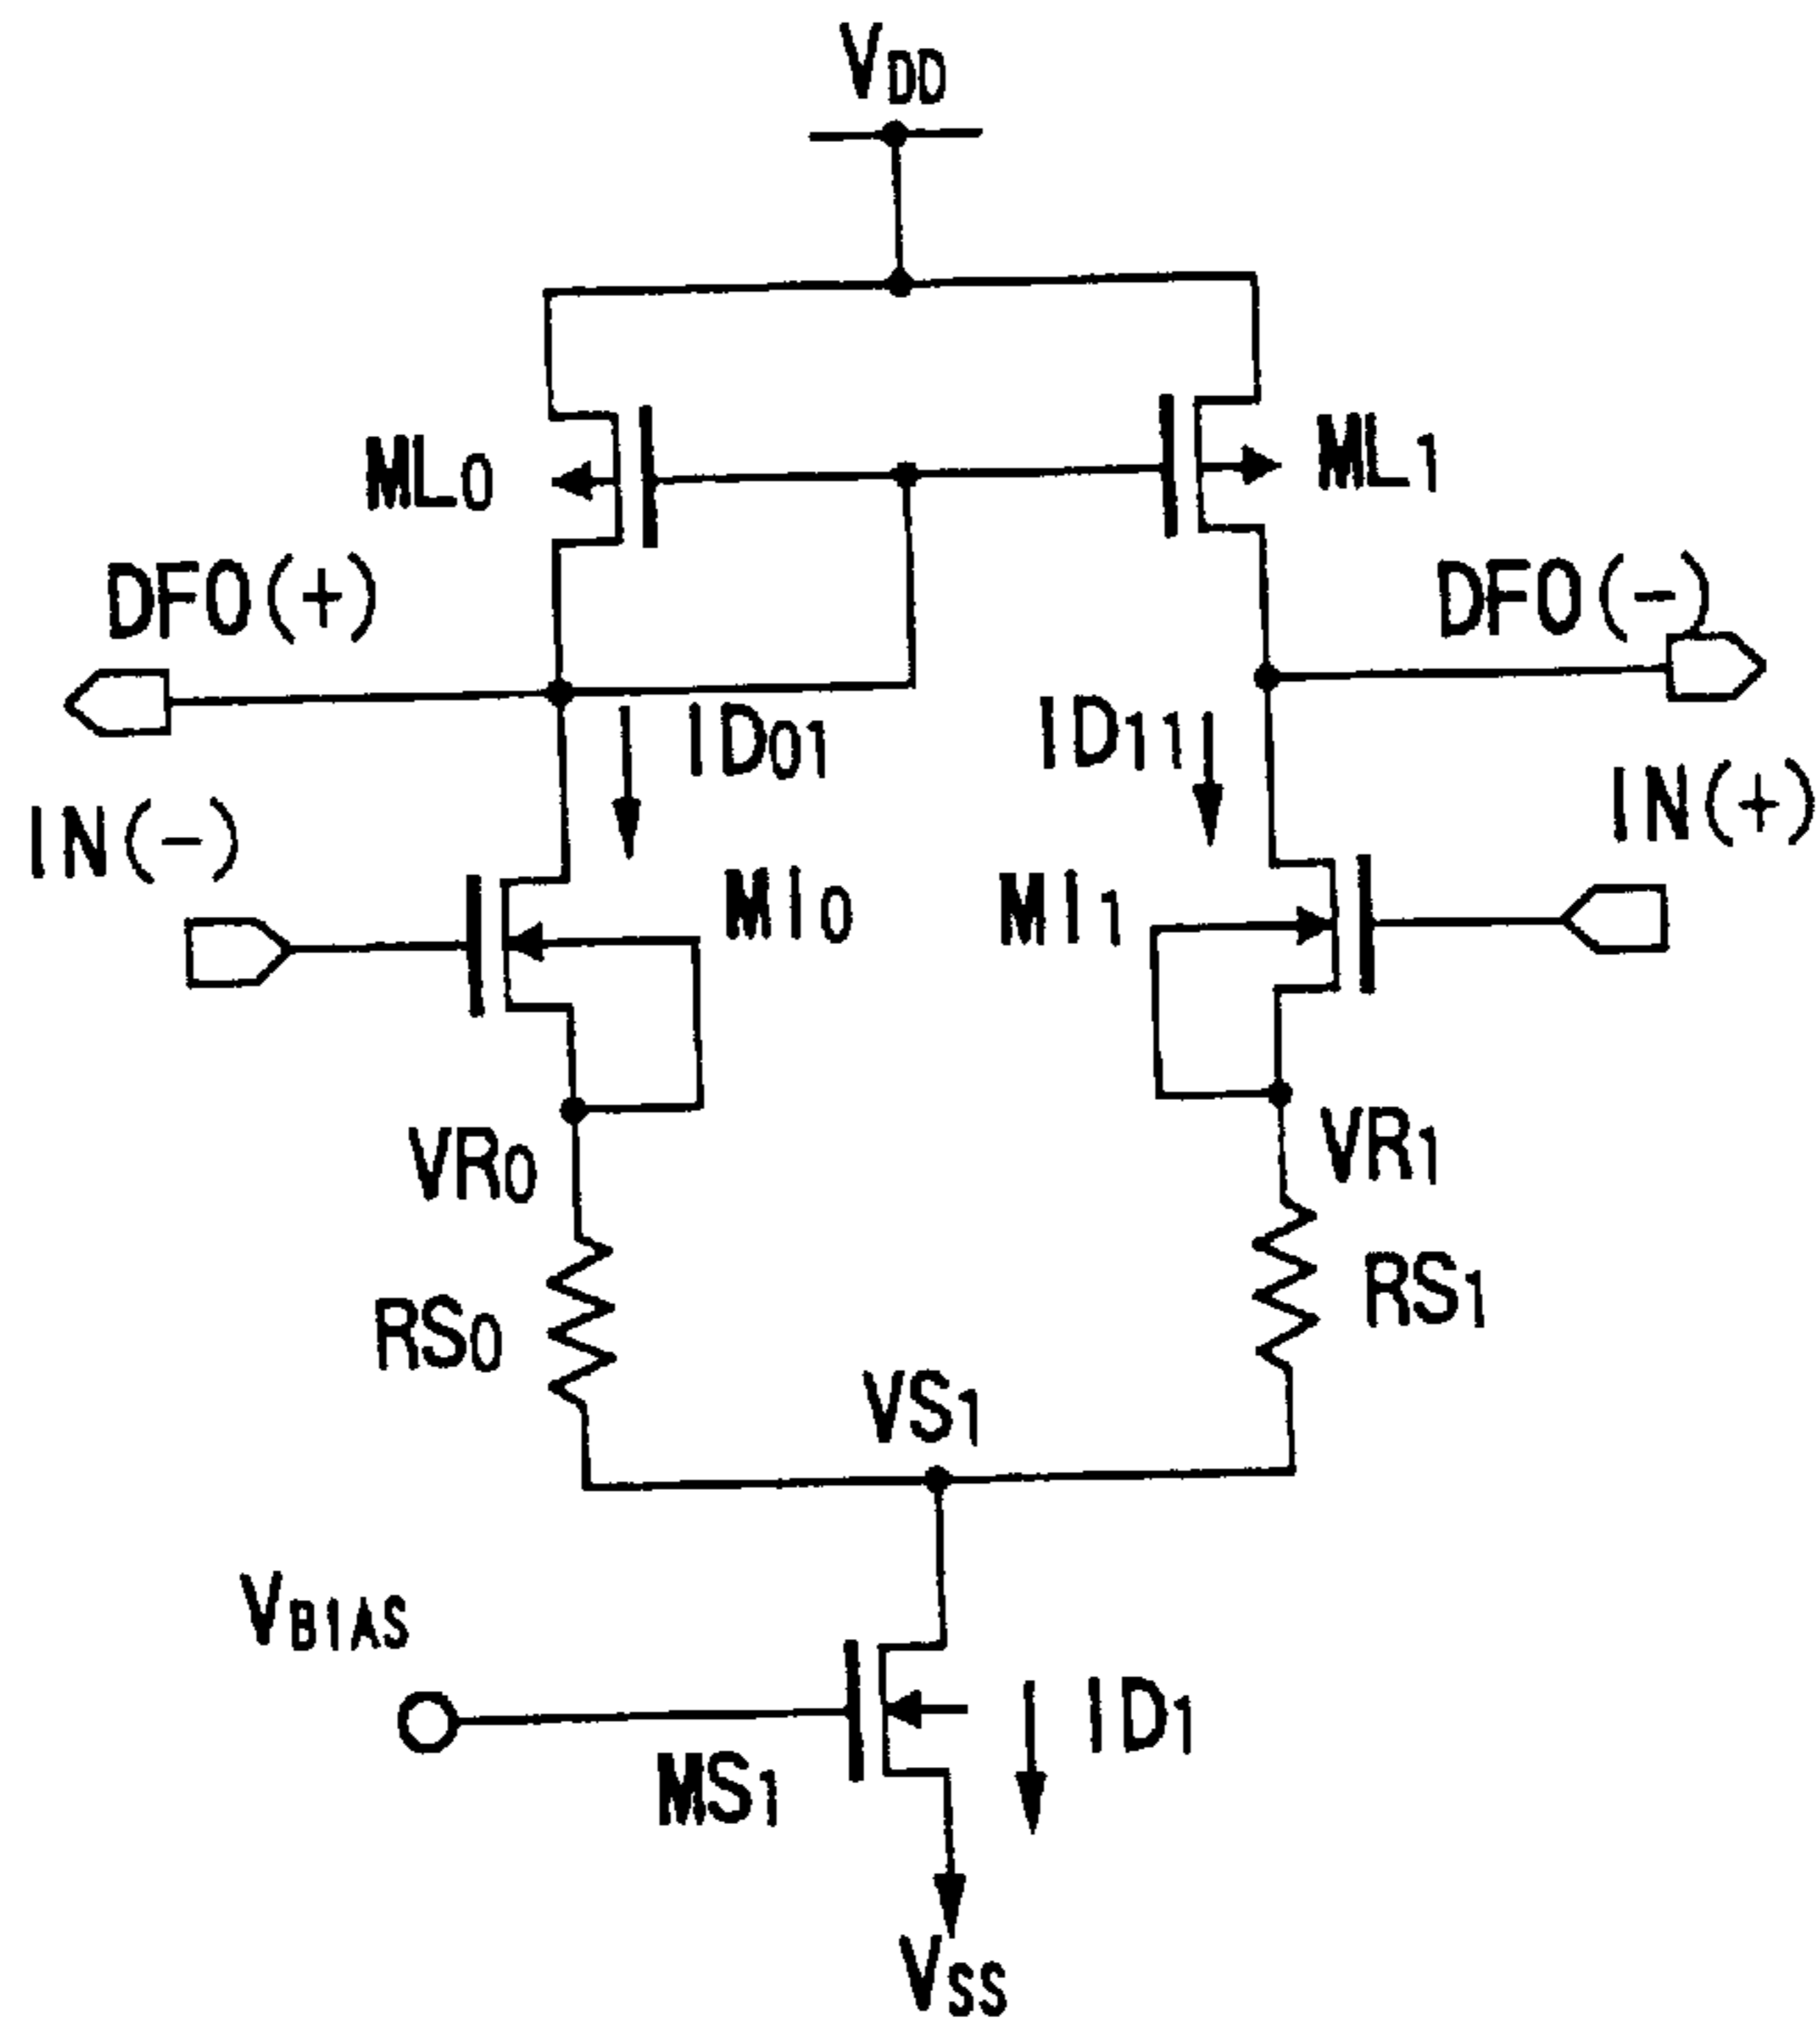 VDD
ML0
ML1
DFO(+)
DFO(-)
ID01
ID11
IN(-)
IN(+)
MI0
MI1
VR0
VR1
RS0
RS1
VS1
VB1AS
MS1
ID1
VSS